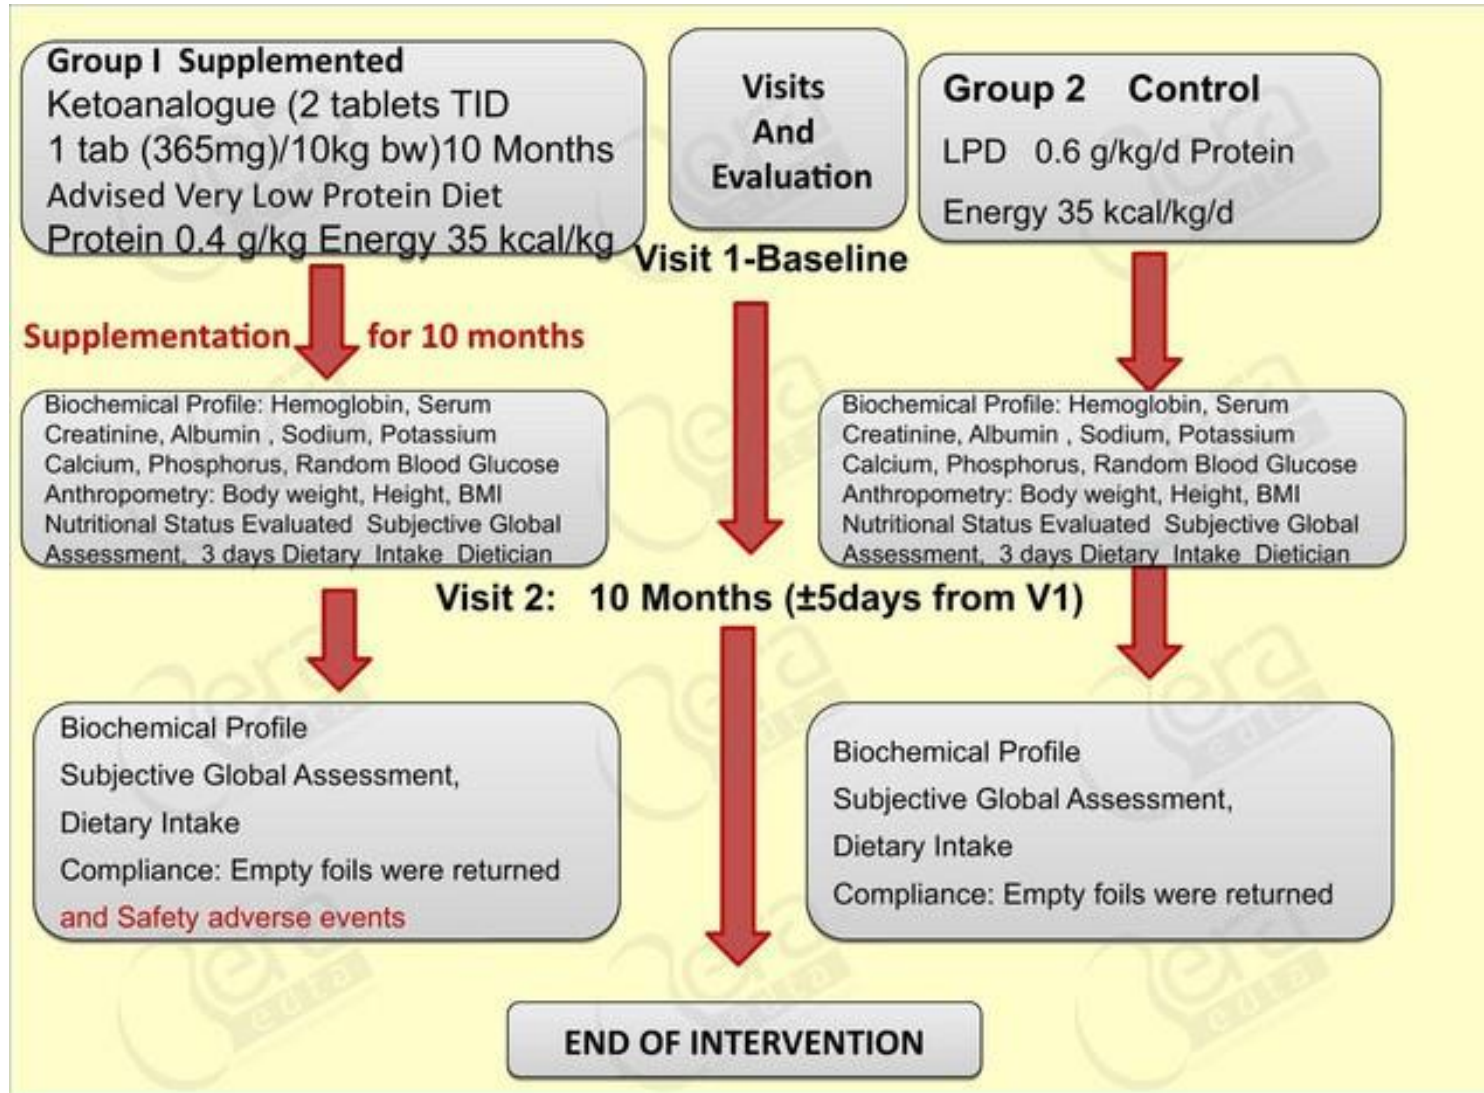 Group I Supplemented
Ketoanalogue (2 tablets TID
1 tab (365mg)/10kg bw)10 Months
Advised Very Low Protein Diet
Protein 0.4 g/kg Energy 35 kcal/kg
Visits
And
Evaluation
Group 2 Control
LPD 0.6 g/kg/d Protein
Energy 35 kcal/kg/d
Visit 1-Baseline
Supplementation for 10 months
Biochemical Profile: Hemoglobin, Serum
Creatinine, Albumin , Sodium, Potassium
Calcium, Phosphorus, Random Blood Glucose
Anthropometry: Body weight, Height, BMI
Nutritional Status Evaluated Subjective Global
Assessment, 3 days Dietary Intake Dietician
Biochemical Profile: Hemoglobin, Serum
Creatinine, Albumin , Sodium, Potassium
Calcium, Phosphorus, Random Blood Glucose
Anthropometry: Body weight, Height, BMI
Nutritional Status Evaluated Subjective Global
Assessment, 3 days Dietary Intake Dietician
Visit 2: 10 Months (±5days from V1)
Biochemical Profile
Subjective Global Assessment,
Dietary Intake
Compliance: Empty foils were returned
and Safety adverse events
Biochemical Profile
Subjective Global Assessment,
Dietary Intake
Compliance: Empty foils were returned
END OF INTERVENTION
era
edta